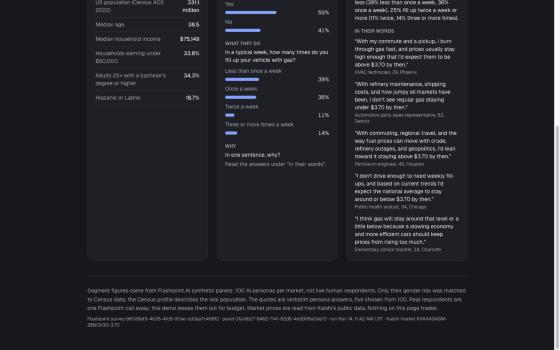 US population (Census ACS 2022)
331.1 million
Median age
38.5
Median household income
$75,149
Households earning under $50,000
33.8%
Adults 25+ with a bachelor's degree or higher
34.3%
Hispanic or Latino
18.7%
Yes
59%
No
41%
WHAT THEY DO
In a typical week, how many times do you
fill up your vehicle with gas?
Less than once a week
39%
Once a week
36%
Twice a week
11%
Three or more times a week
14%
WHY
In one sentence, why?
Read the answers under "In their words".
less (39% less than once a week, 36%
once a week). 25% fill up twice a week or
more (11% twice, 14% three or more).
IN THEIR WORDS
"With my commute and a pickup, I burn
through gas fast, and prices usually stay
high enough that I'd expect them to be
above $3.70 by then."
HVAC technician, 29, Phoenix
"With refinery maintenance, shipping
costs, and how jumpy oil markets have
been, I don't see regular gas staying
under $3.70 by then."
Automotive parts sales representative, 52,
Detroit
"With commuting, regional travel, and the
way fuel prices can move with crude,
refinery outages, and geopolitics, I'd lean
toward it staying above $3.70 by then."
Petroleum engineer, 45, Houston
"I don't drive enough to need weekly fill-
ups, and based on current trends I'd
expect the national average to stay
around or below $3.70 by then."
Public health analyst, 34, Chicago
"I think gas will stay around that level or a
little below because a slowing economy
and more efficient cars should keep
prices from rising too much."
Elementary school teacher, 34, Charlotte
Segment figures come from Flashpoint.AI synthetic panels: 100 AI personas per market, not live human respondents. Only their gender mix was matched
to Census data; the Census profile describes the real population. The quotes are verbatim persona answers, five chosen from 100. Real respondents are
one Flashpoint call away; this demo leaves them out for budget. Market prices are read from Kalshi's public data. Nothing on this page trades.